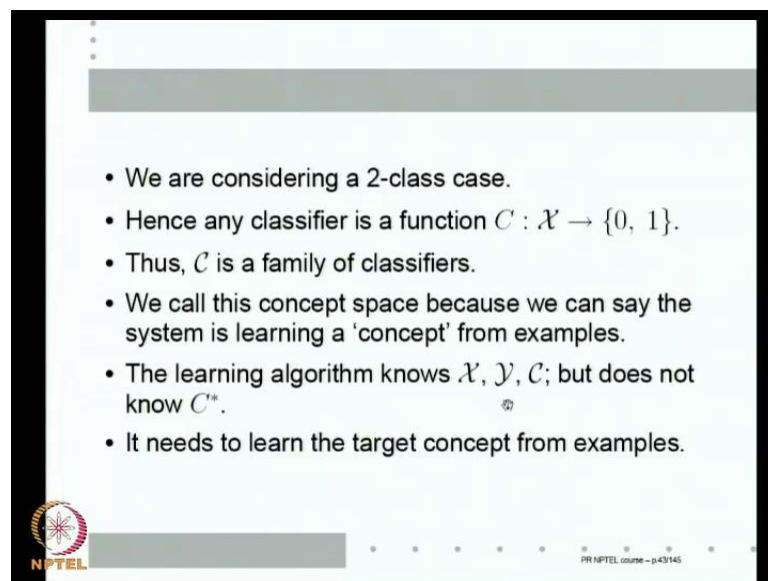 • We are considering a 2-class case.
• Hence any classifier is a function C : 𝒳 → {0, 1}.
• Thus, 𝒞 is a family of classifiers.
• We call this concept space because we can say the
system is learning a ‘concept’ from examples.
• The learning algorithm knows 𝒳, 𝒴, 𝒞; but does not
know C*.
• It needs to learn the target concept from examples.
NPTEL
PR NPTEL course – p.43/145